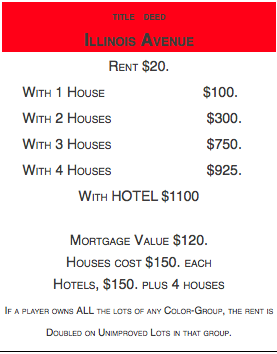 TITLE DEED
ILLINOIS AVENUE
RENT $20.
WITH 1 HOUSE $100.
WITH 2 HOUSES $300.
WITH 3 HOUSES $750.
WITH 4 HOUSES $925.
WITH HOTEL $1100
MORTGAGE VALUE $120.
HOUSES COST $150. EACH
HOTELS, $150. PLUS 4 HOUSES
IF A PLAYER OWNS ALL THE LOTS OF ANY COLOR-GROUP, THE RENT IS
DOUBLED ON UNIMPROVED LOTS IN THAT GROUP.